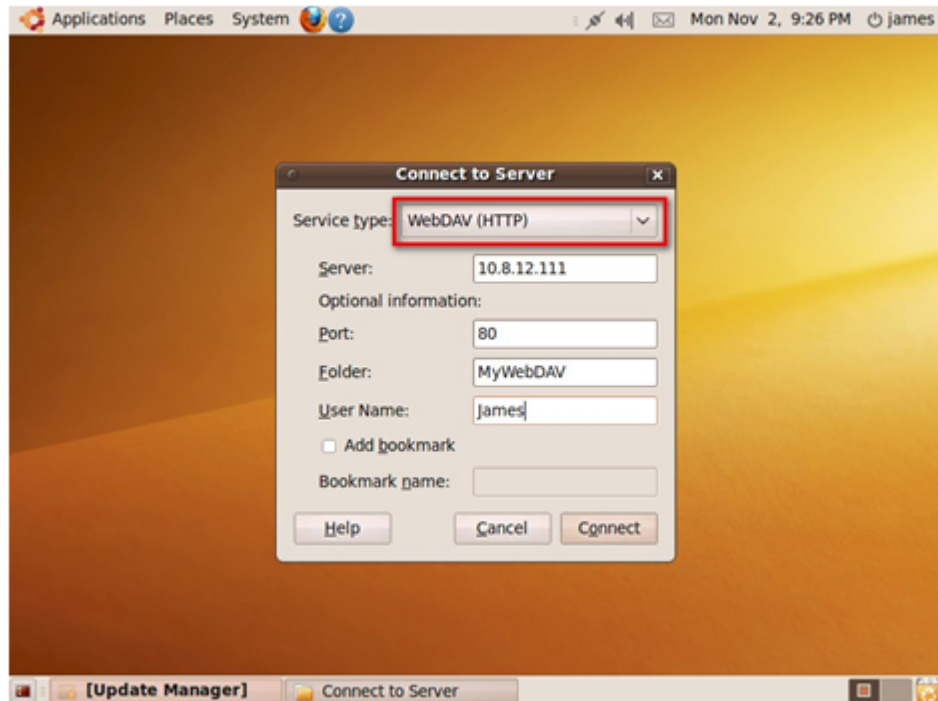 Applications Places System ? Mon Nov 2, 9:26 PM james
Connect to Server
Service type: WebDAV (HTTP)
Server: 10.8.12.111
Optional information:
Port: 80
Folder: MyWebDAV
User Name: James
Add bookmark
Bookmark name:
Help Cancel Connect
[Update Manager] Connect to Server